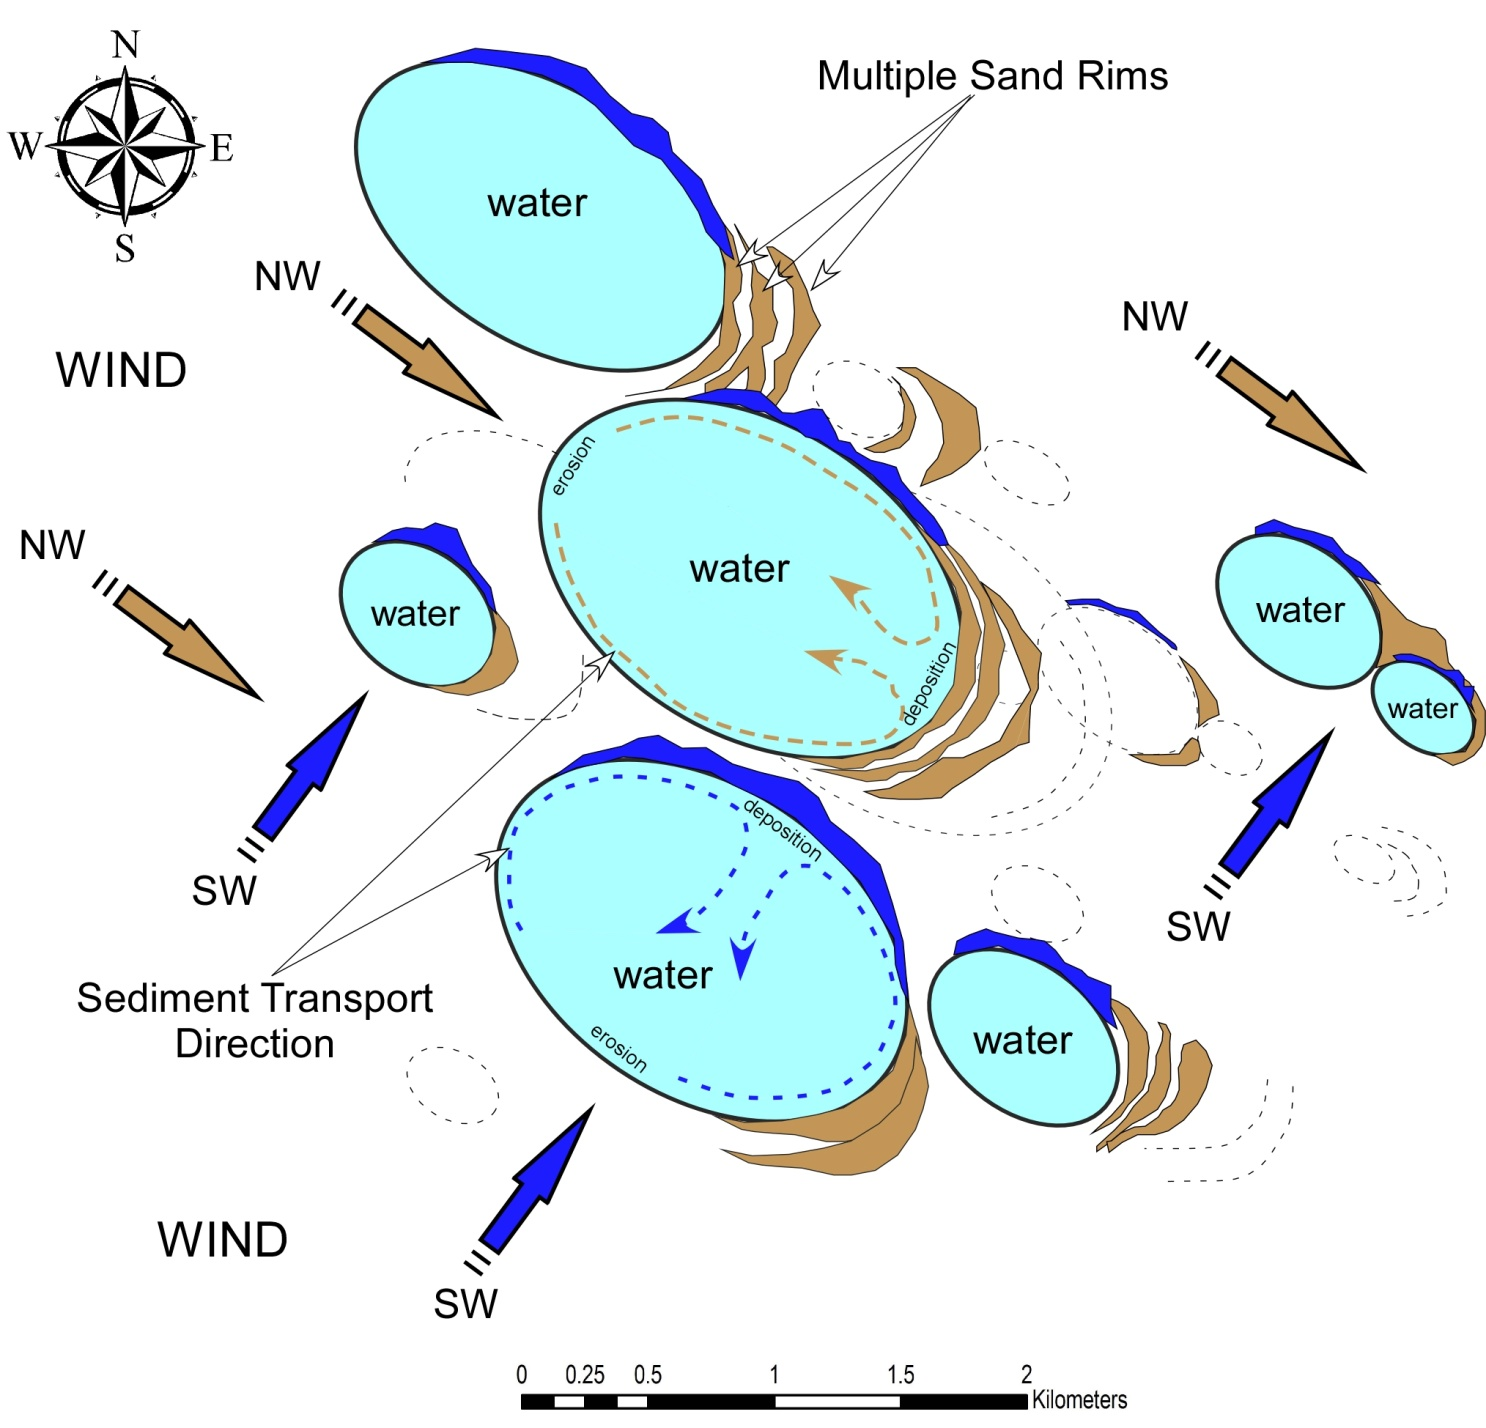 N
W
E
S
Multiple Sand Rims
water
NW
NW
WIND
erosion
NW
water
water
water
deposition
water
deposition
SW
SW
water
Sediment Transport
Direction
erosion
water
WIND
SW
0 0.25 0.5 1 1.5 2
Kilometers